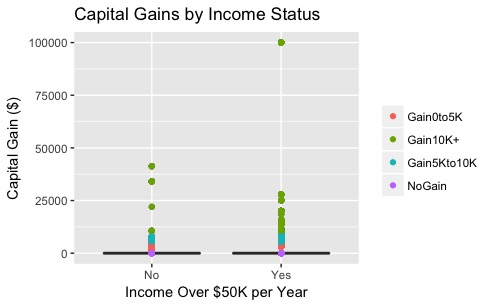 Capital Gains by Income Status
Capital Gain ($)
100000
75000
50000
25000
0
No
Yes
Income Over $50K per Year
Gain0to5K
Gain10K+
Gain5Kto10K
NoGain